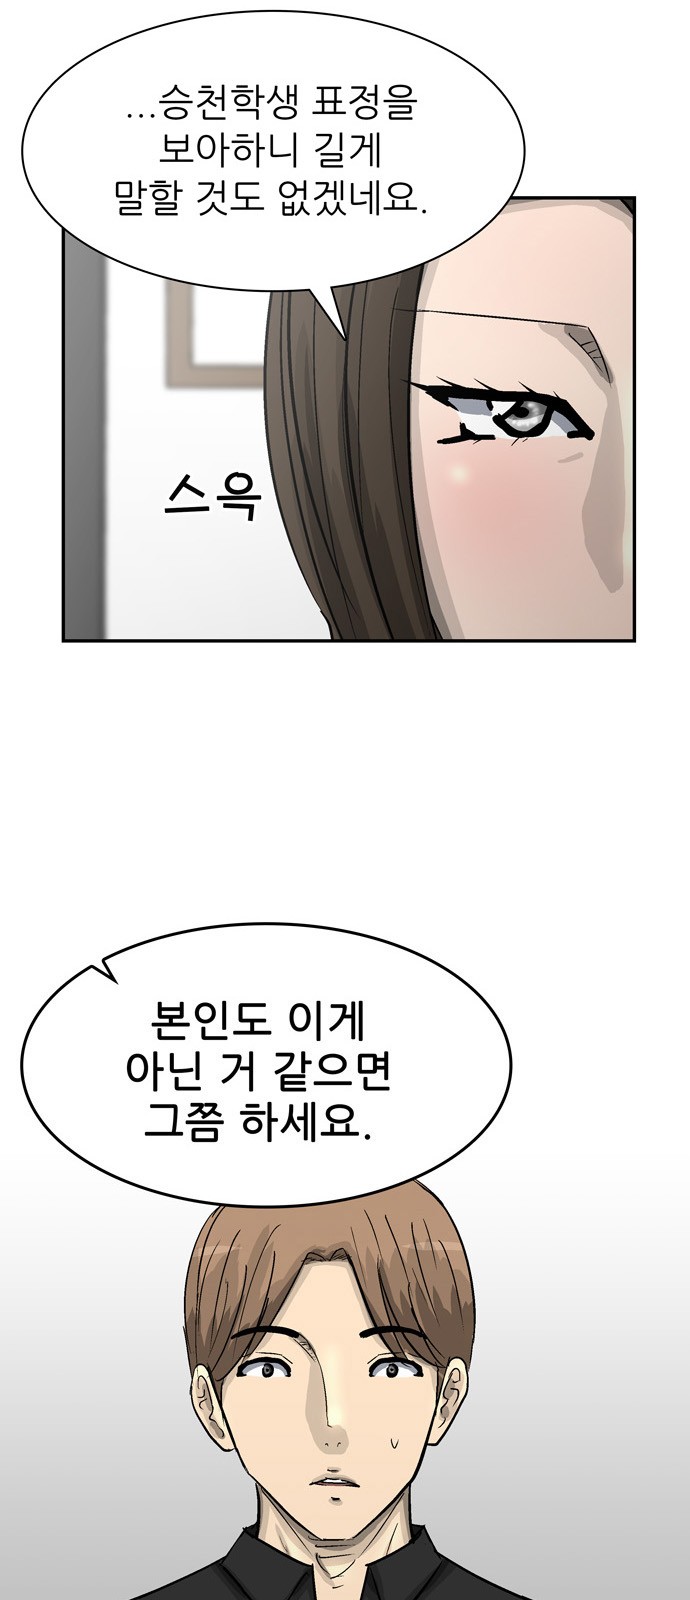 ...승천학생 표정을
보아하니 길게
말할 것도 없겠네요.
스윽
본인도 이게
아닌 거 같으면
그쯤 하세요.